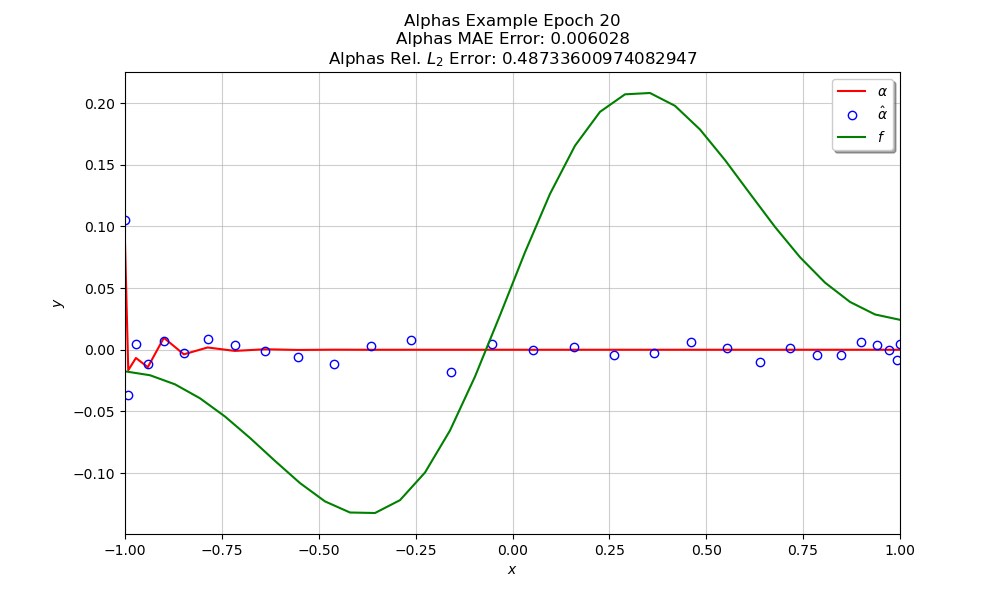 Alphas Example Epoch 20
Alphas MAE Error: 0.006028
Alphas Rel. L₂ Error: 0.48733600974082947
α
α̂
f
0.20
0.15
0.10
0.05
0.00
−0.05
−0.10
y
−1.00 −0.75 −0.50 −0.25 0.00 0.25 0.50 0.75 1.00
x